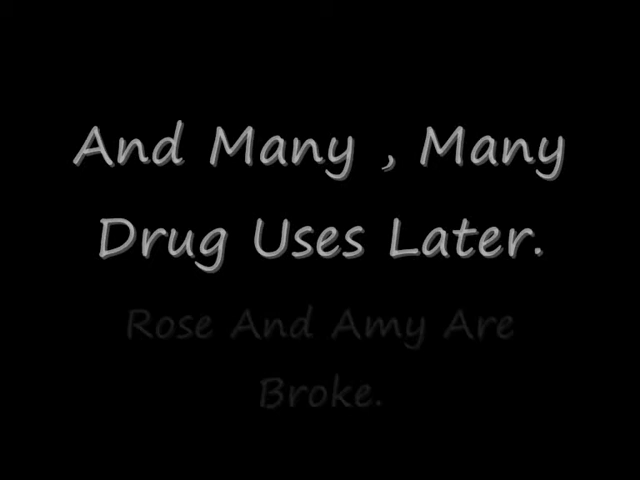 And Many , Many
Drug Uses Later.
Rose And Amy Are
Broke.